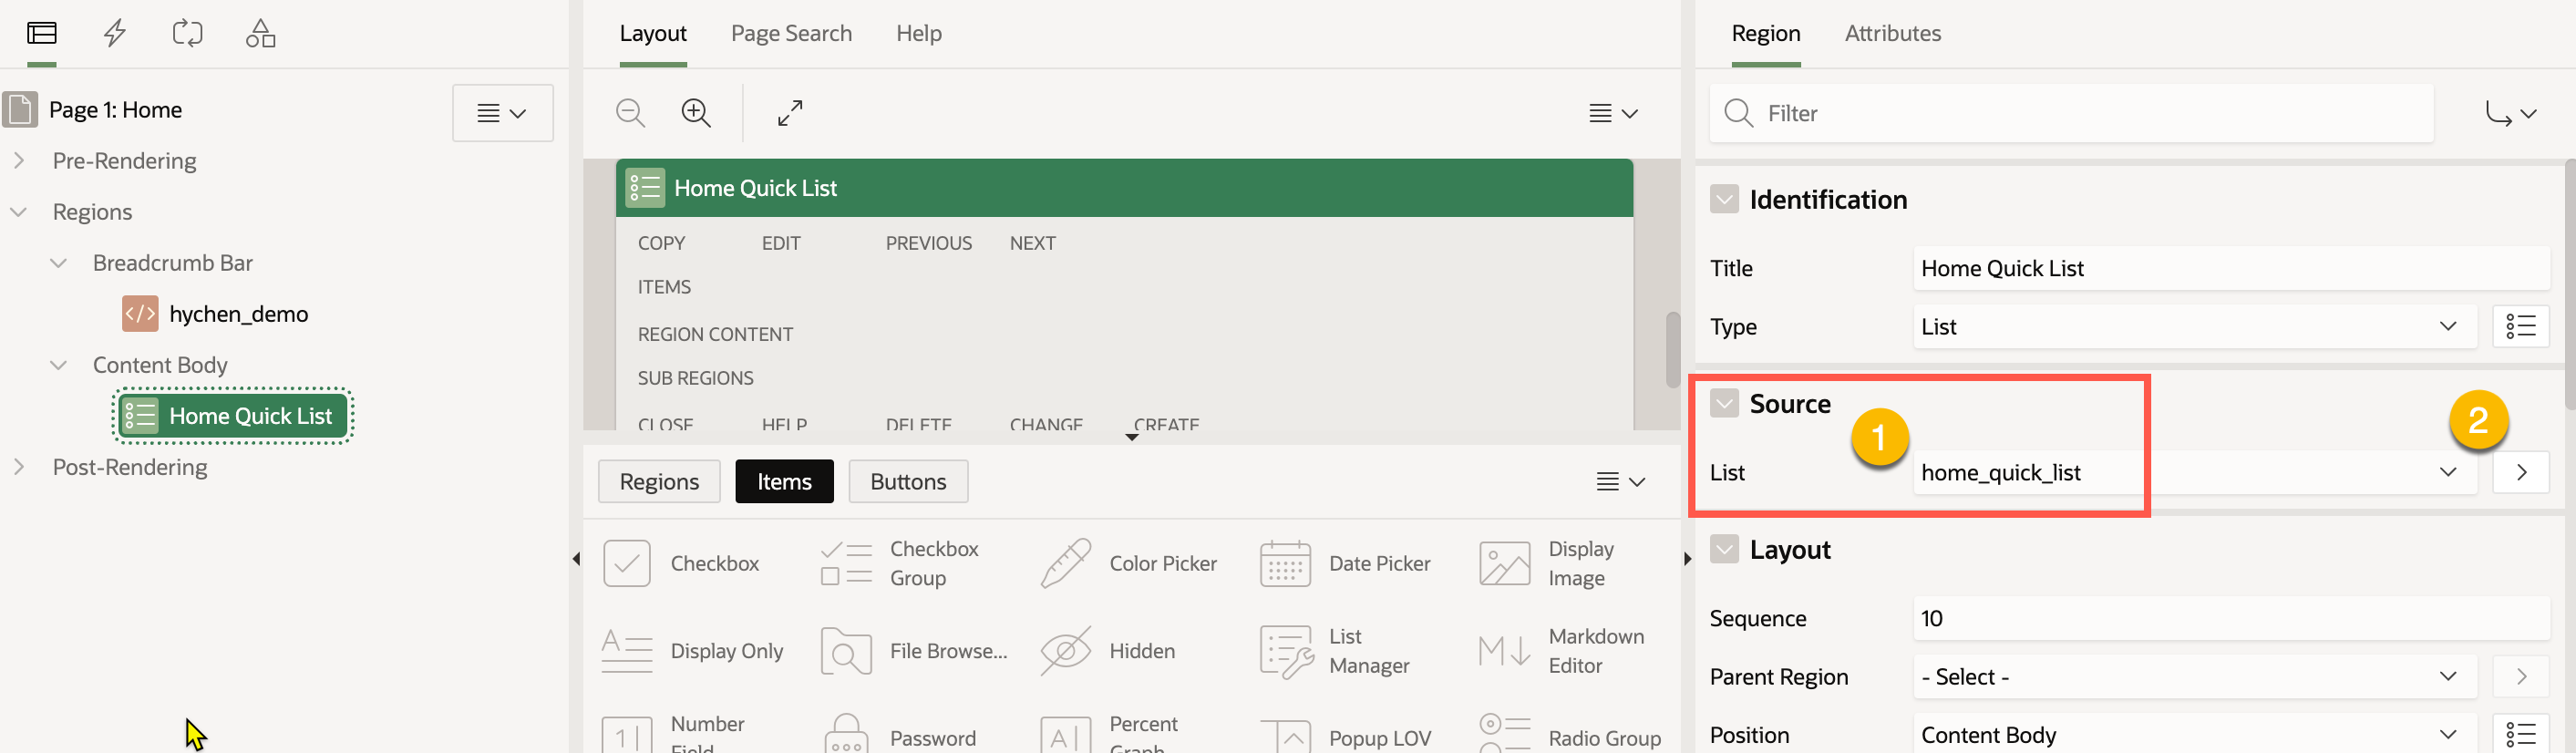 Page 1: Home
Pre-Rendering
Regions
Breadcrumb Bar
</>
hychen_demo
Content Body
Home Quick List
Post-Rendering
Layout Page Search Help
Home Quick List
COPY EDIT PREVIOUS NEXT
ITEMS
REGION CONTENT
SUB REGIONS
CLOSE HELP DELETE CHANGE CREATE
Regions Items Buttons
Checkbox
Checkbox
Group
Color Picker
Date Picker
Display
Image
Display Only
File Browse...
Hidden
List
Manager
Markdown
Editor
Number
Field
Password
Percent
Graph
Popup LOV
Radio Group
Region Attributes
Filter
Identification
Title Home Quick List
Type List
Source
1
2
List home_quick_list
Layout
Sequence 10
Parent Region - Select -
Position Content Body